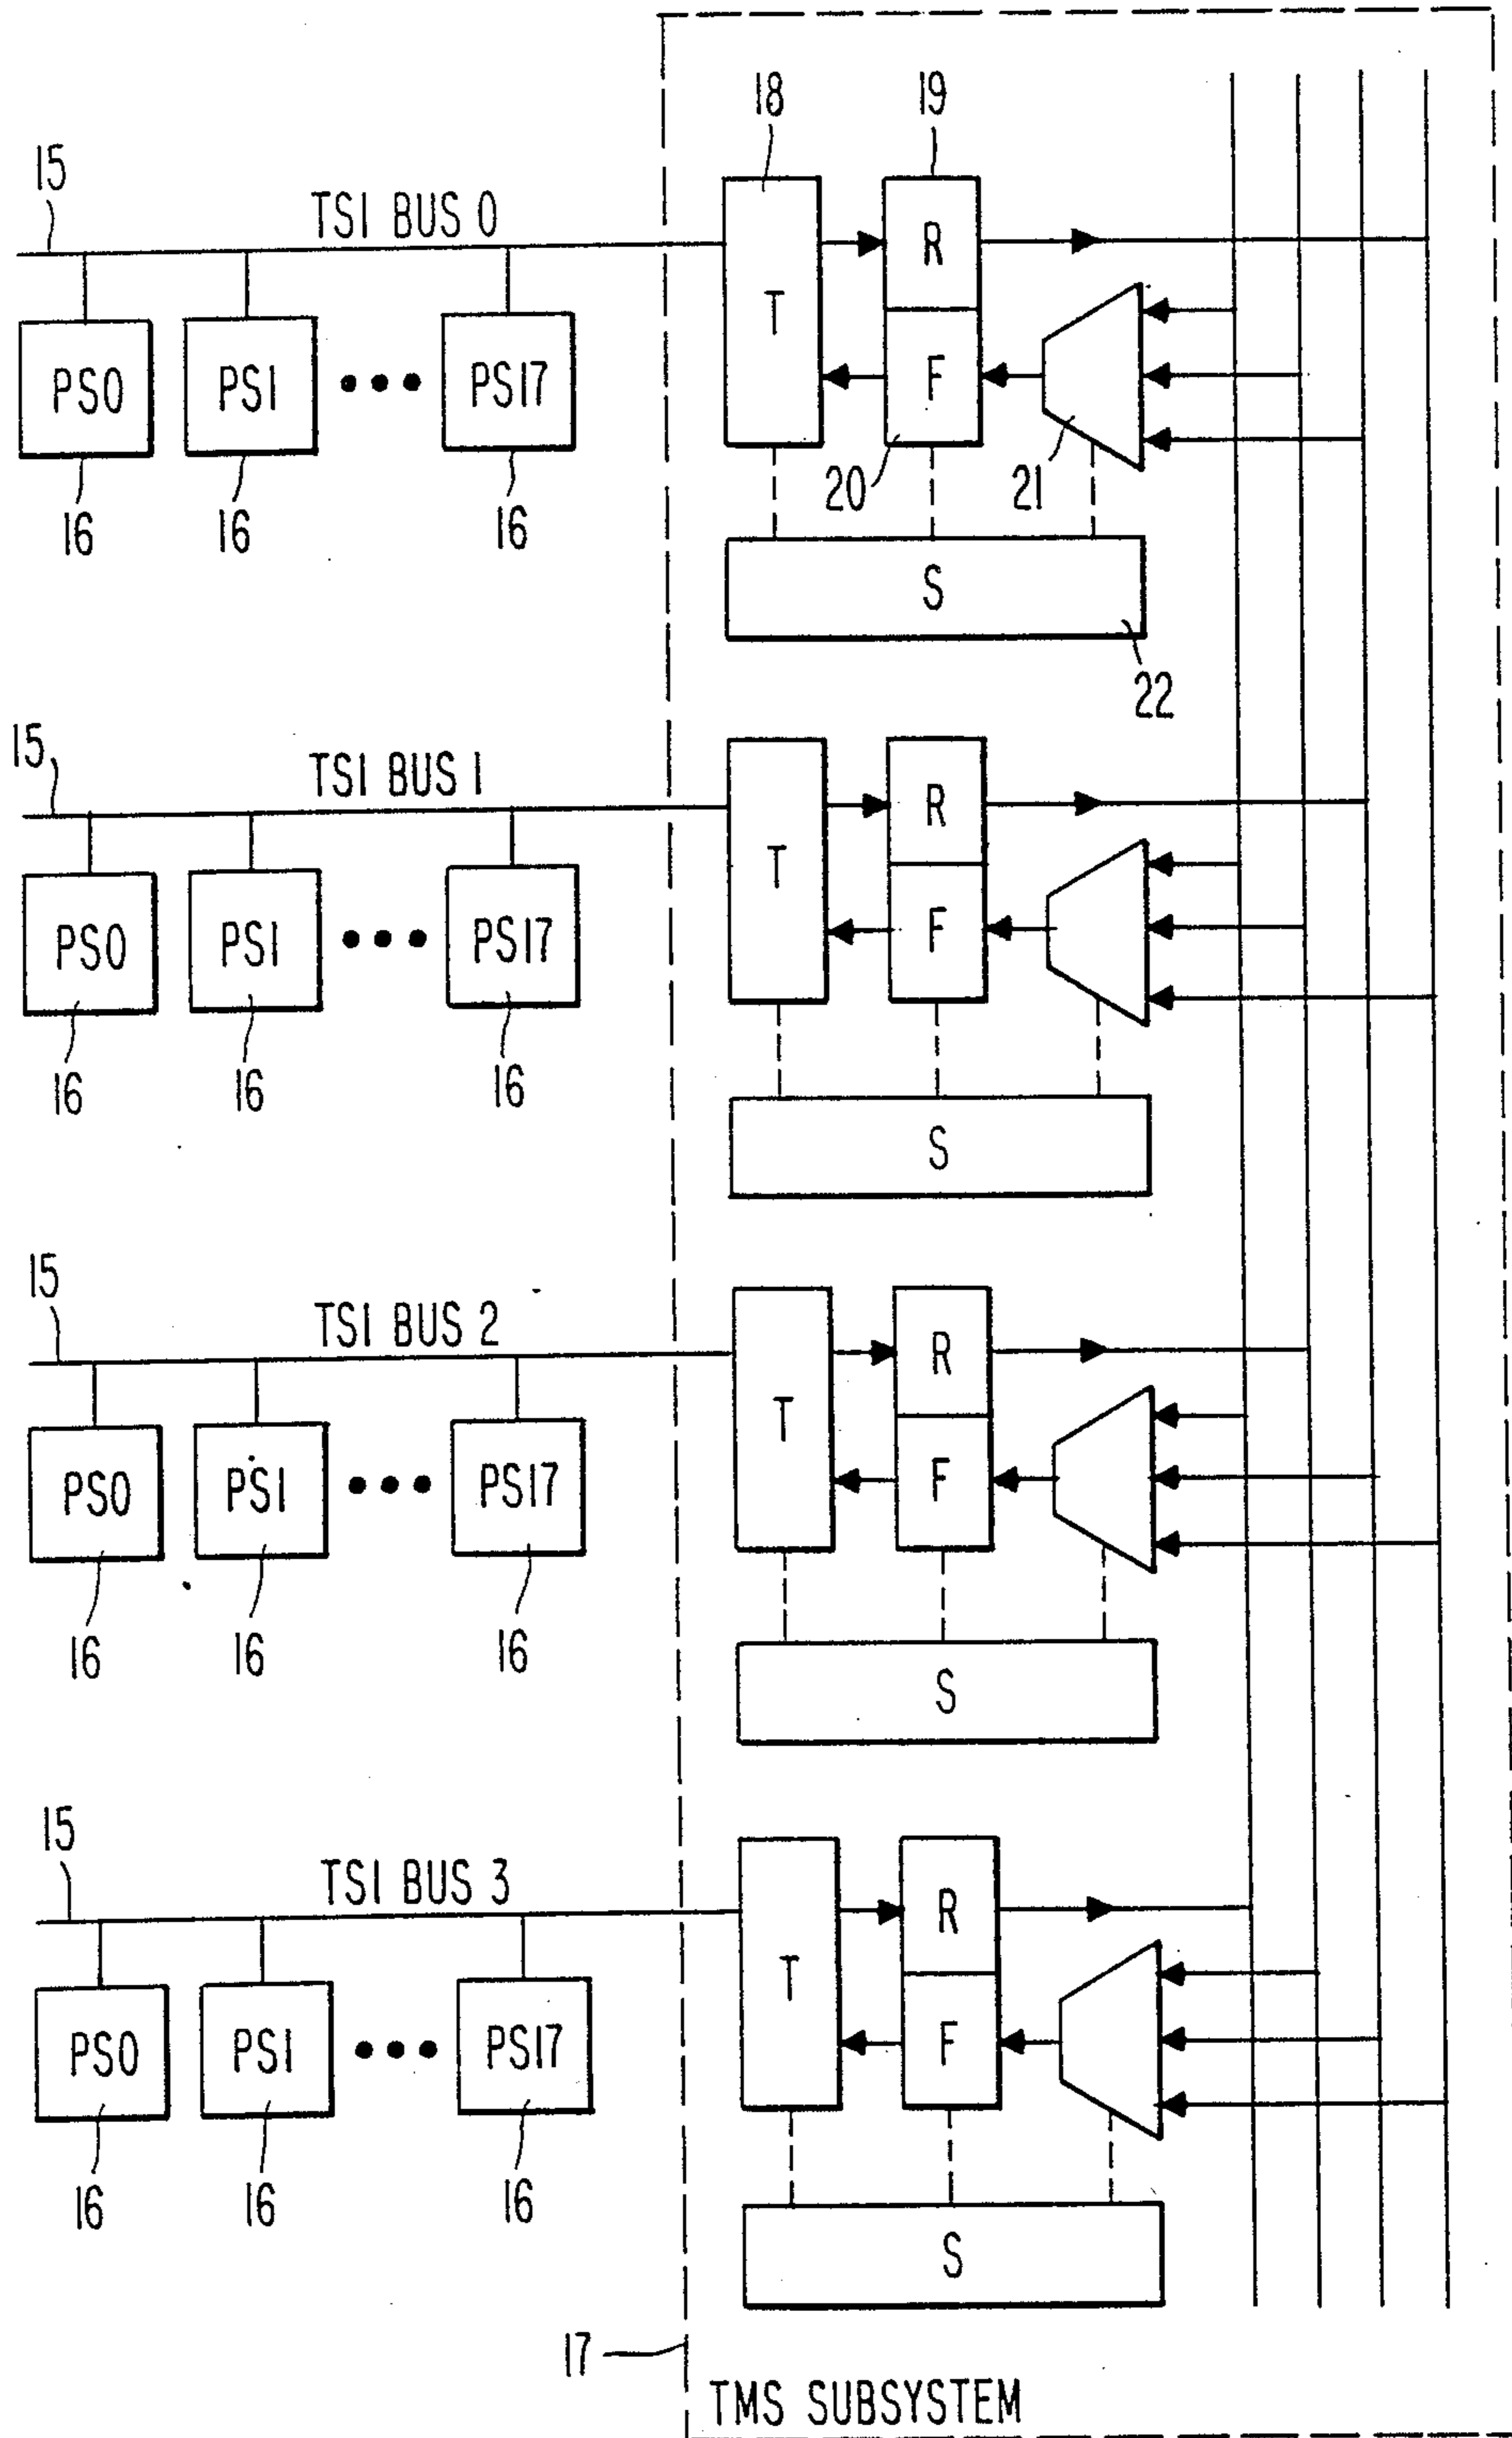 18 19
15
TSI BUS 0
R
T
PS0 PS1 ••• PS17
F
20 21
16 16 16
S
22
15
TSI BUS 1
R
T
PS0 PS1 ••• PS17
F
16 16 16
S
15
TSI BUS 2
R
T
PS0 PS1 ••• PS17
F
16 16 16
S
15
TSI BUS 3
R
T
PS0 PS1 ••• PS17
F
16 16 16
S
17
TMS SUBSYSTEM